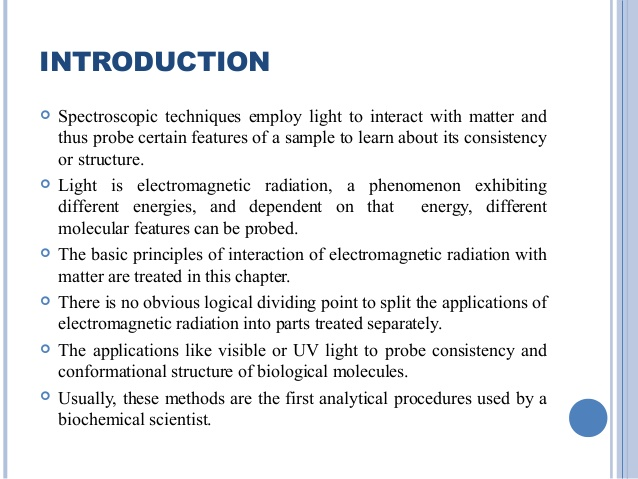 INTRODUCTION
Spectroscopic techniques employ light to interact with matter and
thus probe certain features of a sample to learn about its consistency
or structure.
Light is electromagnetic radiation, a phenomenon exhibiting
different energies, and dependent on that energy, different
molecular features can be probed.
The basic principles of interaction of electromagnetic radiation with
matter are treated in this chapter.
There is no obvious logical dividing point to split the applications of
electromagnetic radiation into parts treated separately.
The applications like visible or UV light to probe consistency and
conformational structure of biological molecules.
Usually, these methods are the first analytical procedures used by a
biochemical scientist.